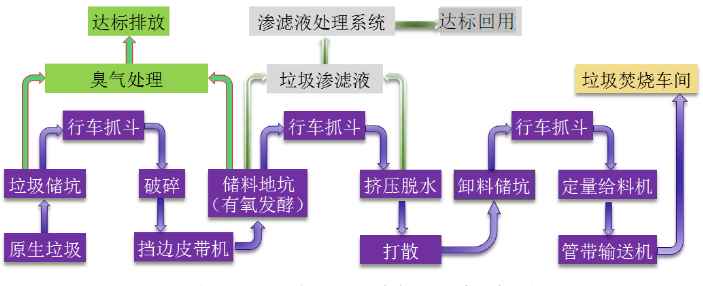 达标排放
渗滤液处理系统
达标回用
臭气处理
垃圾渗滤液
垃圾焚烧车间
行车抓斗
行车抓斗
行车抓斗
垃圾储坑
破碎
储料地坑
（有氧发酵）
挤压脱水
卸料储坑
定量给料机
原生垃圾
挡边皮带机
打散
管带输送机